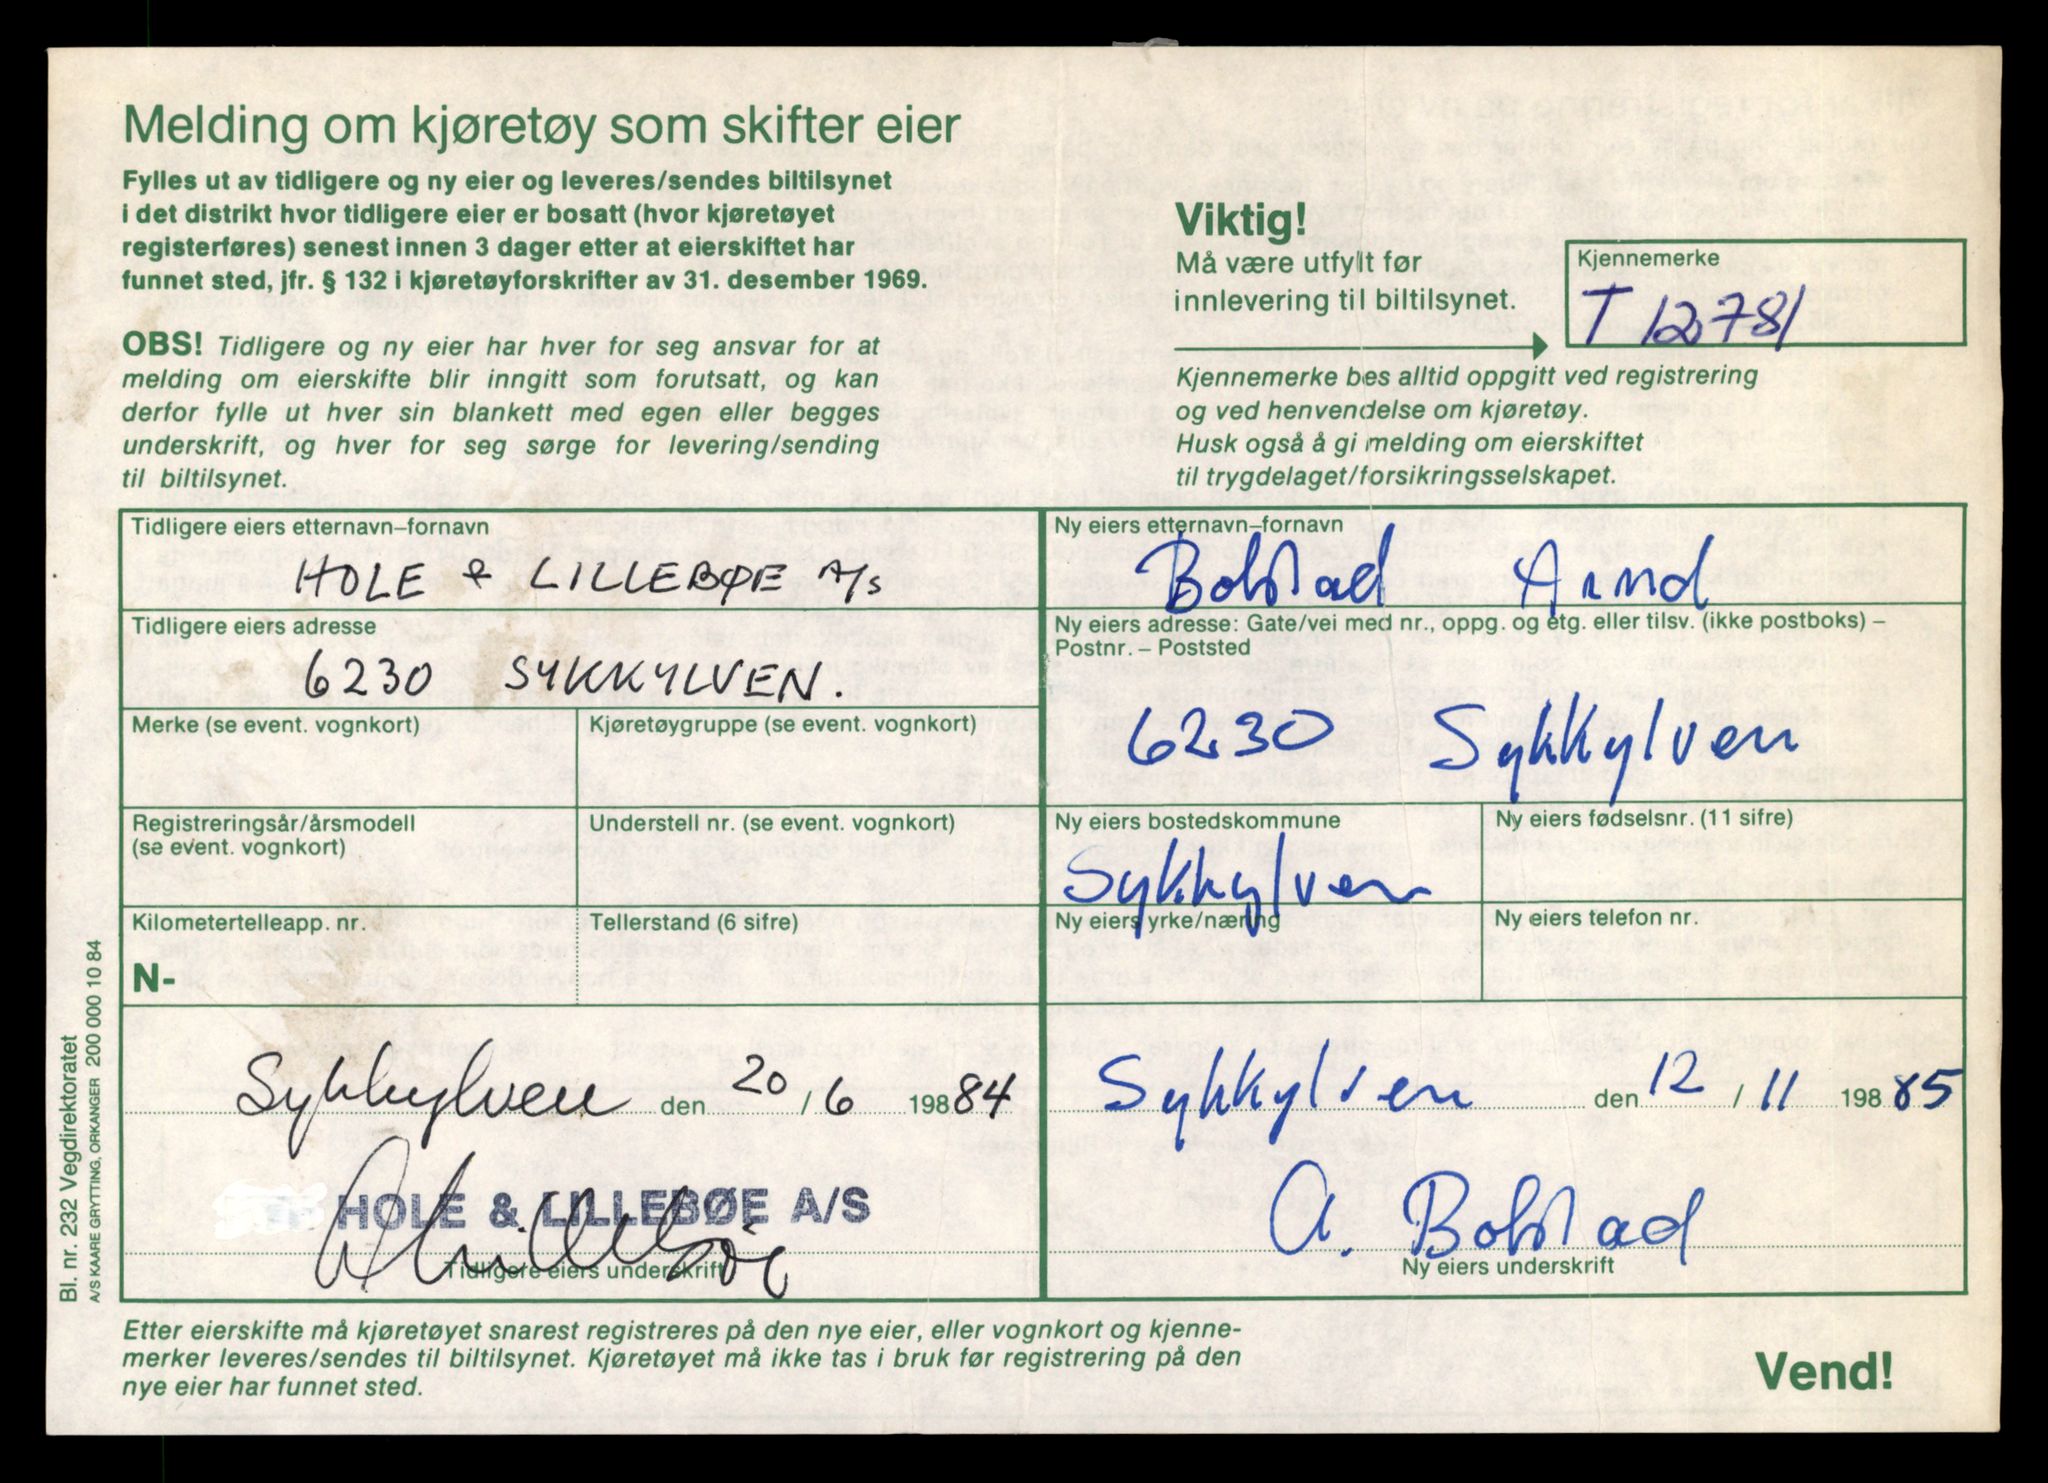 Melding om kjøretøy som skifter eier
Fylles ut av tidligere og ny eier og leveres/sendes biltilsynet
i det distrikt hvor tidligere eier er bosatt (hvor kjøretøyet
registerføres) senest innen 3 dager etter at eierskiftet har
funnet sted, jfr. § 132 i kjøretøyforskrifter av 31. desember 1969.
OBS! Tidligere og ny eier har hver for seg ansvar for at
melding om eierskifte blir inngitt som forutsatt, og kan
derfor fylle ut hver sin blankett med egen eller begges
underskrift, og hver for seg sørge for levering/sending
til biltilsynet.
Viktig!
Må være utfylt før
innlevering til biltilsynet.
Kjennemerke
T 12781
Kjennemerke bes alltid oppgitt ved registrering
og ved henvendelse om kjøretøy.
Husk også å gi melding om eierskiftet
til trygdelaget/forsikringsselskapet.
Tidligere eiers etternavn–fornavn
HOLE & LILLEBØE A/S
Tidligere eiers adresse
6230 SYKKYLVEN.
Merke (se event. vognkort)
Kjøretøygruppe (se event. vognkort)
Registreringsår/årsmodell
(se event. vognkort)
Understell nr. (se event. vognkort)
Kilometertelleapp. nr.
N-
Tellerstand (6 sifre)
Sykkylven den 20 / 6 19884
HOLE & LILLEBØE A/S
Tidligere eiers underskrift
Ny eiers etternavn–fornavn
Bolstad Arnd
Ny eiers adresse: Gate/vei med nr., oppg. og etg. eller tilsv. (ikke postboks) –
Postnr. – Poststed
6230 Sykkylven
Ny eiers bostedskommune
Sykkylven
Ny eiers fødselsnr. (11 sifre)
Ny eiers yrke/næring
Ny eiers telefon nr.
Sykkylven den 12 / 11 19885
A. Bolstad
Ny eiers underskrift
Etter eierskifte må kjøretøyet snarest registreres på den nye eier, eller vognkort og kjenne-
merker leveres/sendes til biltilsynet. Kjøretøyet må ikke tas i bruk før registrering på den
nye eier har funnet sted.
Vend!
Bl. nr. 232 Vegdirektoratet
A/S KAARE GRYTTING, ORKANGER 200 000 10 84